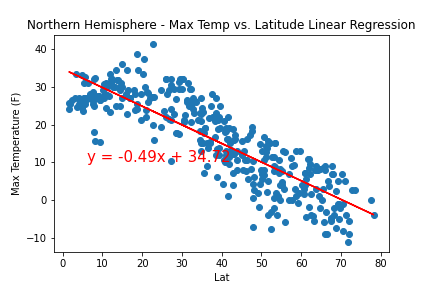 Northern Hemisphere - Max Temp vs. Latitude Linear Regression
40
30
20
10
0
−10
Max Temperature (F)
y = -0.49x + 34.72
0 10 20 30 40 50 60 70 80
Lat